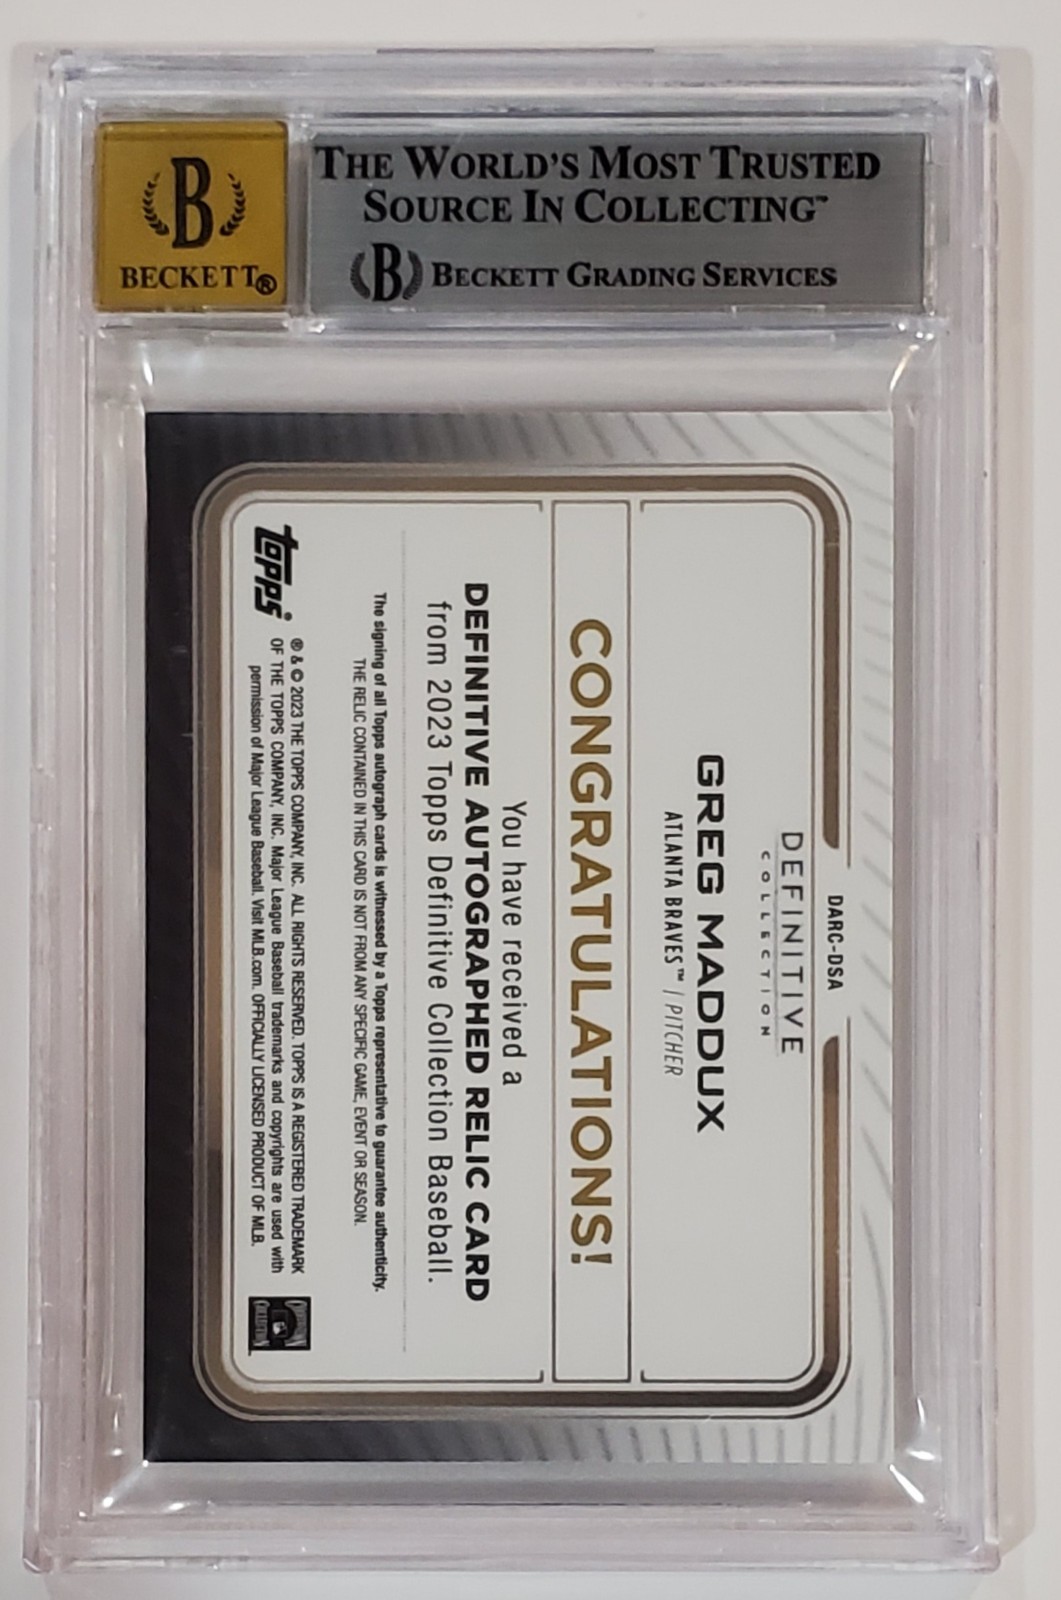 B
BECKETT®
THE WORLD'S MOST TRUSTED
SOURCE IN COLLECTING™
B BECKETT GRADING SERVICES
DARC-DSA
DEFINITIVE
COLLECTION
GREG MADDUX
ATLANTA BRAVES™ | PITCHER
CONGRATULATIONS!
You have received a
DEFINITIVE AUTOGRAPHED RELIC CARD
from 2023 Topps Definitive Collection Baseball.
The signing of all Topps autograph cards is witnessed by a Topps representative to guarantee authenticity.
THE RELIC CONTAINED IN THIS CARD IS NOT FROM ANY SPECIFIC GAME, EVENT OR SEASON.
topps
® & © 2023 THE TOPPS COMPANY, INC. ALL RIGHTS RESERVED. TOPPS IS A REGISTERED TRADEMARK
OF THE TOPPS COMPANY, INC. Major League Baseball trademarks and copyrights are used with
permission of Major League Baseball. Visit MLB.com. OFFICIALLY LICENSED PRODUCT OF MLB.